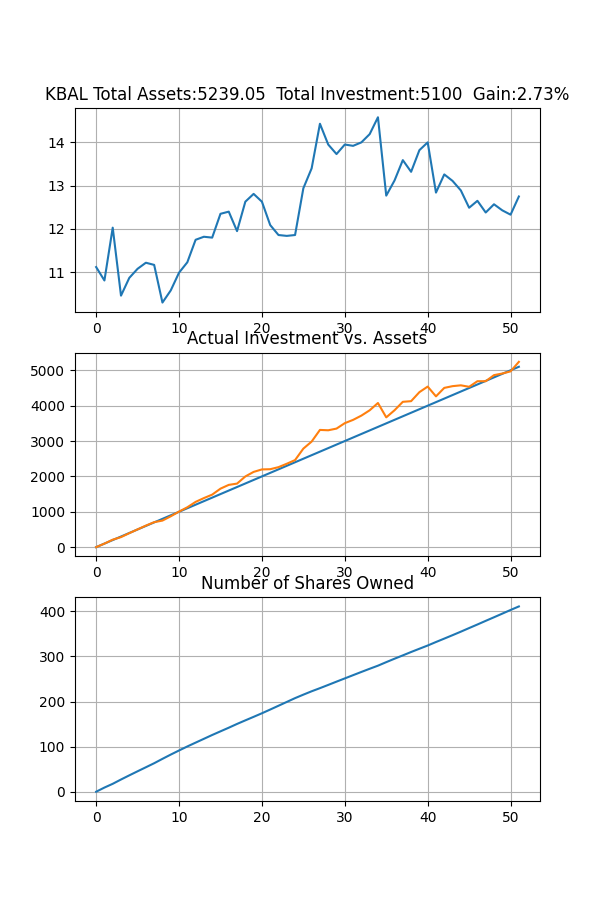 KBAL Total Assets:5239.05  Total Investment:5100  Gain:2.73%
14
13
12
11
0 10 20 30 40 50
Actual Investment vs. Assets
5000
4000
3000
2000
1000
0
0 10 20 30 40 50
Number of Shares Owned
400
300
200
100
0
0 10 20 30 40 50